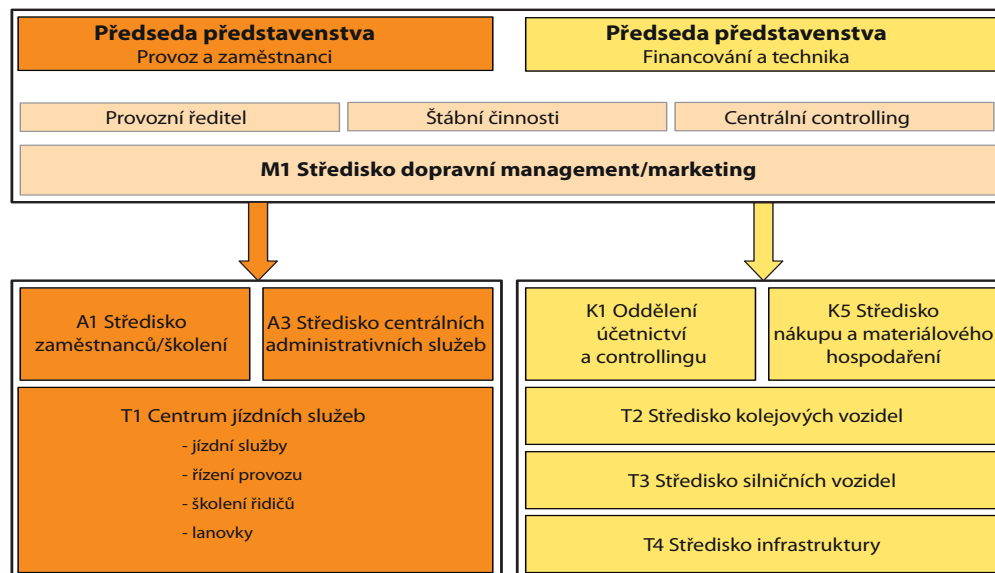 Předseda představenstva
Provoz a zaměstnanci
Předseda představenstva
Financování a technika
Provozní ředitel
Štábní činnosti
Centrální controlling
M1 Středisko dopravní management/marketing
A1 Středisko
zaměstnanců/školení
A3 Středisko centrálních
administrativních služeb
K1 Oddělení
účetnictví
a controllingu
K5 Středisko
nákupu a materiálového
hospodaření
T1 Centrum jízdních služeb
- jízdní služby
- řízení provozu
- školení řidičů
- lanovky
T2 Středisko kolejových vozidel
T3 Středisko silničních vozidel
T4 Středisko infrastruktury